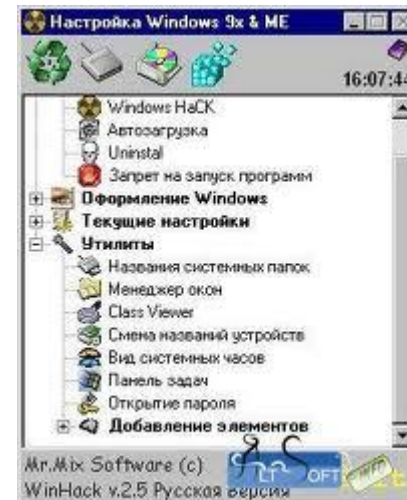 Настройка Windows 9x & ME
16:07:44
Windows HaCK
Автозагрузка
Uninstal
Запрет на запуск программ
Оформление Windows
Текущие настройки
Утилиты
Названия системных папок
Менеджер окон
Class Viewer
Смена названий устройств
Вид системных часов
Панель задач
Открытие пароля
Добавление элементов
Mr.Mix Software (c)
WinHack v.2.5 Русская версия